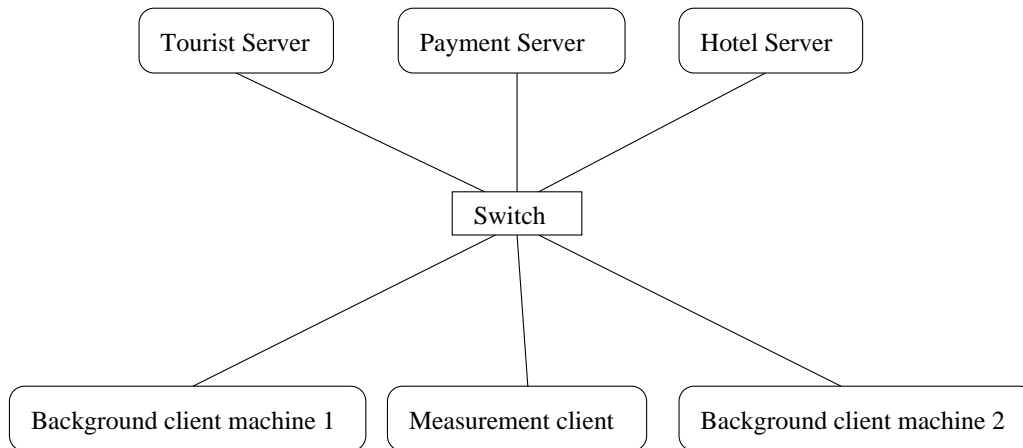 Tourist Server
Payment Server
Hotel Server
Switch
Background client machine 1
Measurement client
Background client machine 2